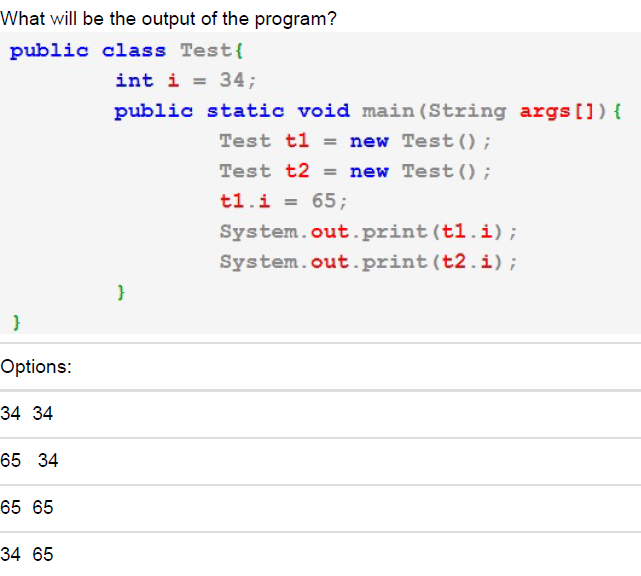 What will be the output of the program?
public class Test{
int i = 34;
public static void main(String args[]){
Test t1 = new Test();
Test t2 = new Test();
t1.i = 65;
System.out.print(t1.i);
System.out.print(t2.i);
}
}
Options:
34 34
65 34
65 65
34 65